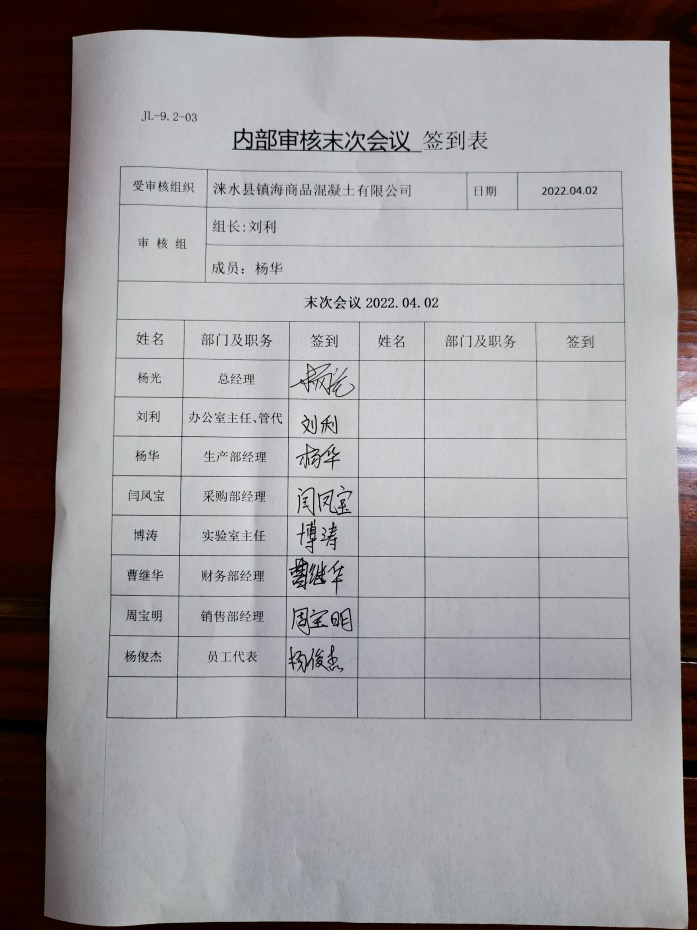 JL-9.2-03
内部审核末次会议 签到表
受审核组织 涞水县镇海商品混凝土有限公司 日期 2022.04.02
审 核 组 组长:刘利
成员：杨华
末次会议 2022.04.02
姓名 部门及职务 签到 姓名 部门及职务 签到
杨光 总经理 杨光
刘利 办公室主任、管代 刘利
杨华 生产部经理 杨华
闫凤宝 采购部经理 闫凤宝
博涛 实验室主任 博涛
曹继华 财务部经理 曹继华
周宝明 销售部经理 周宝明
杨俊杰 员工代表 杨俊杰